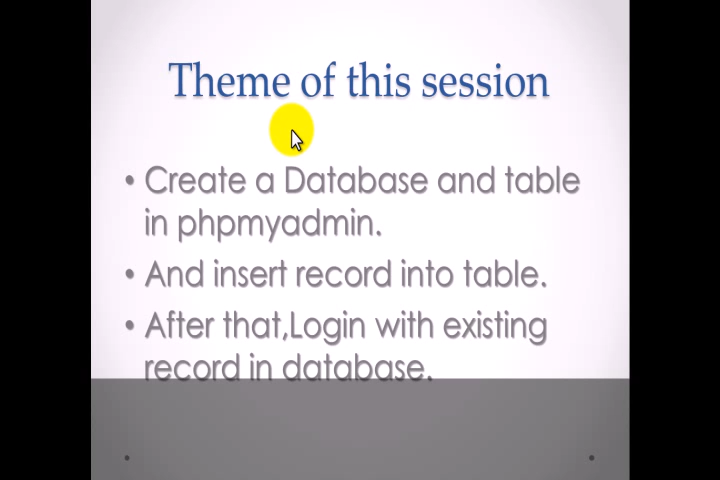 Theme of this session
• Create a Database and table
in phpmyadmin.
• And insert record into table.
• After that,Login with existing
record in database.